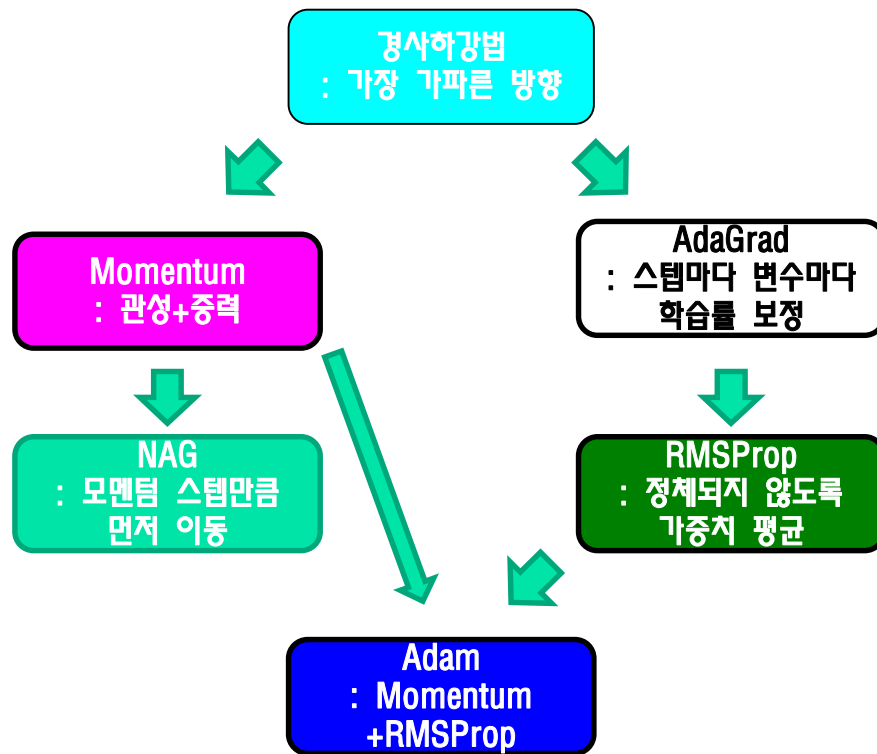 경사하강법
: 가장 가파른 방향
Momentum
: 관성+중력
AdaGrad
: 스텝마다 변수마다
학습률 보정
NAG
: 모멘텀 스텝만큼
먼저 이동
RMSProp
: 정체되지 않도록
가중치 평균
Adam
: Momentum
+RMSProp